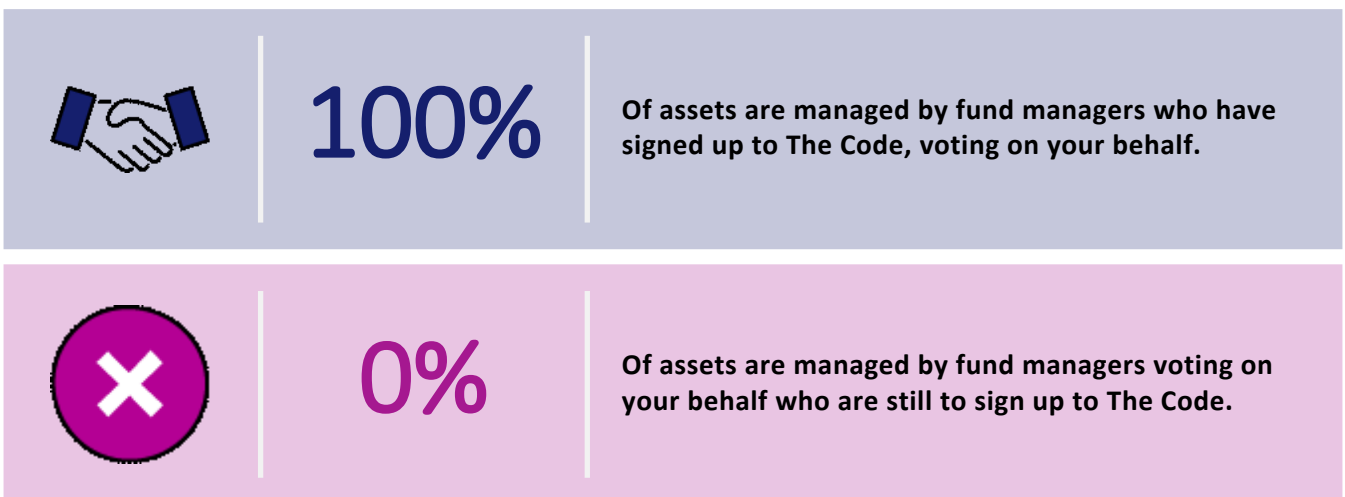 100%
Of assets are managed by fund managers who have
signed up to The Code, voting on your behalf.
0%
Of assets are managed by fund managers voting on
your behalf who are still to sign up to The Code.